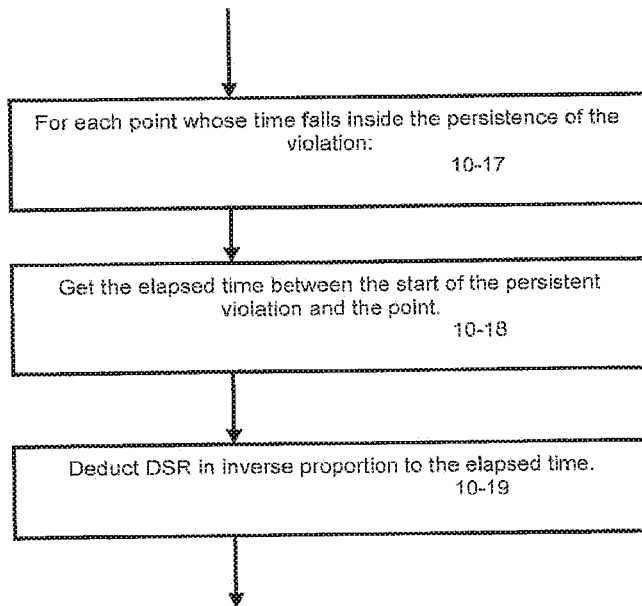 For each point whose time falls inside the persistence of the
violation:
10-17
Get the elapsed time between the start of the persistent
violation and the point.
10-18
Deduct DSR in inverse proportion to the elapsed time.
10-19